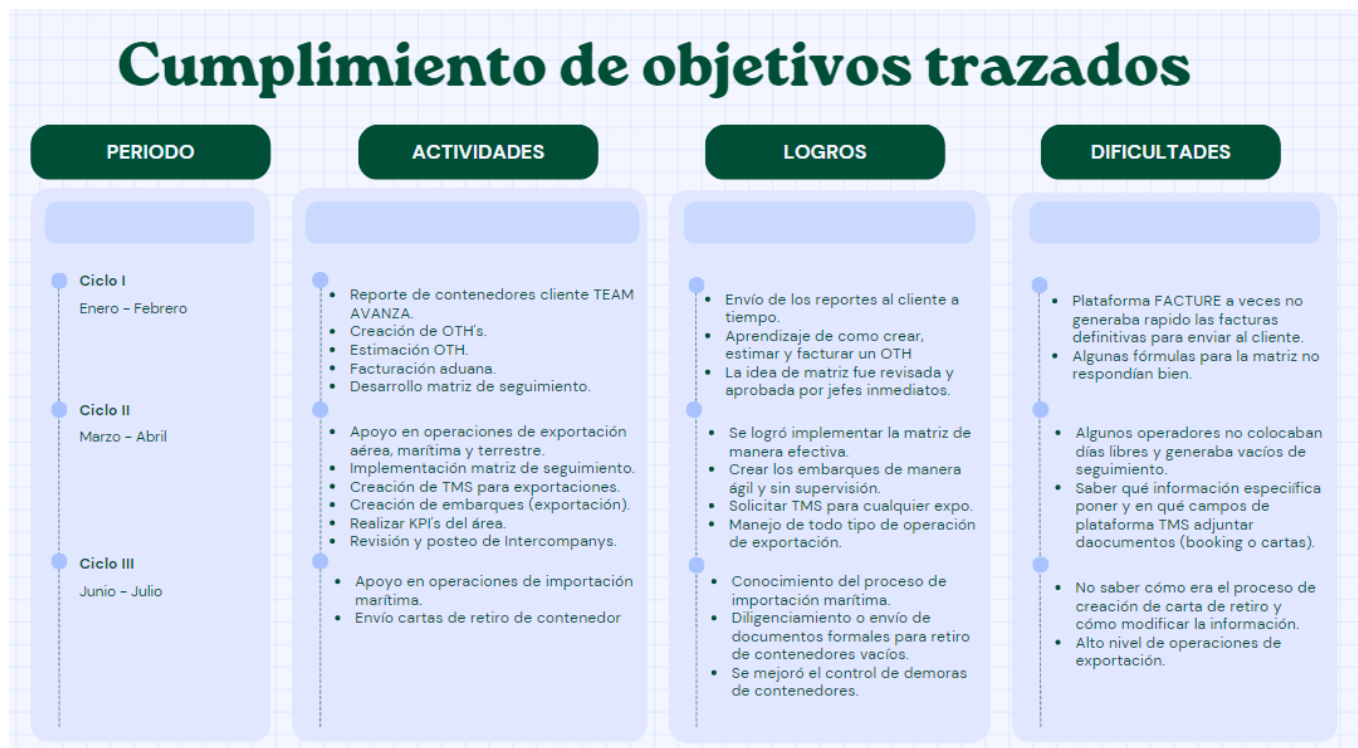 Cumplimiento de objetivos trazados
PERIODO
ACTIVIDADES
LOGROS
DIFICULTADES
Ciclo I
Enero – Febrero
• Reporte de contenedores cliente TEAM
AVANZA.
• Creación de OTH's.
• Estimación OTH.
• Facturación aduana.
• Desarrollo matriz de seguimiento.
• Envío de los reportes al cliente a
tiempo.
• Aprendizaje de como crear,
estimar y facturar un OTH
• La idea de matriz fue revisada y
aprobada por jefes inmediatos.
• Plataforma FACTURE a veces no
generaba rapido las facturas
definitivas para enviar al cliente.
• Algunas fórmulas para la matriz no
respondían bien.
Ciclo II
Marzo – Abril
• Apoyo en operaciones de exportación
aérea, marítima y terrestre.
• Implementación matriz de seguimiento.
• Creación de TMS para exportaciones.
• Creación de embarques (exportación).
• Realizar KPI's del área.
• Revisión y posteo de Intercompanys.
• Se logró implementar la matriz de
manera efectiva.
• Crear los embarques de manera
ágil y sin supervisión.
• Solicitar TMS para cualquier expo.
• Manejo de todo tipo de operación
de exportación.
• Algunos operadores no colocaban
días libres y generaba vacíos de
seguimiento.
• Saber qué información especiífica
poner y en qué campos de
plataforma TMS adjuntar
daocumentos (booking o cartas).
Ciclo III
Junio – Julio
• Apoyo en operaciones de importación
marítima.
• Envío cartas de retiro de contenedor
• Conocimiento del proceso de
importación marítima.
• Diligenciamiento o envío de
documentos formales para retiro
de contenedores vacíos.
• Se mejoró el control de demoras
de contenedores.
• No saber cómo era el proceso de
creación de carta de retiro y
cómo modificar la información.
• Alto nivel de operaciones de
exportación.